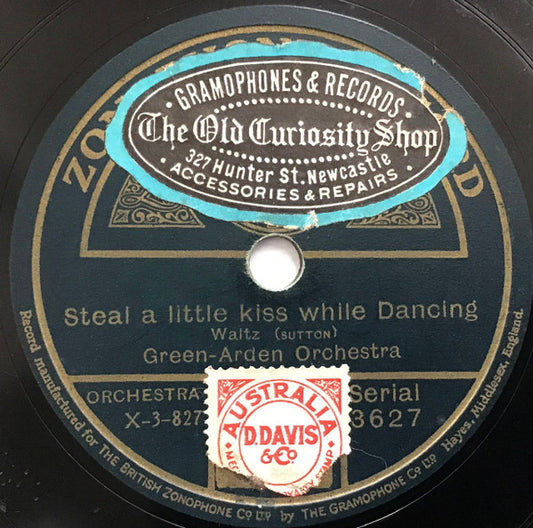 · GRAMOPHONES & RECORDS ·
The Old Curiosity Shop
327 Hunter St. Newcastle
· ACCESSORIES & REPAIRS ·
Steal a little kiss while Dancing
Waltz (SUTTON)
Green-Arden Orchestra
Serial
X-3-827
3627
AUSTRALIA
D. DAVIS
& Co.
Record manufactured for THE BRITISH ZONOPHONE Co LTD by THE GRAMOPHONE Co LTD Hayes, Middlesex, England.